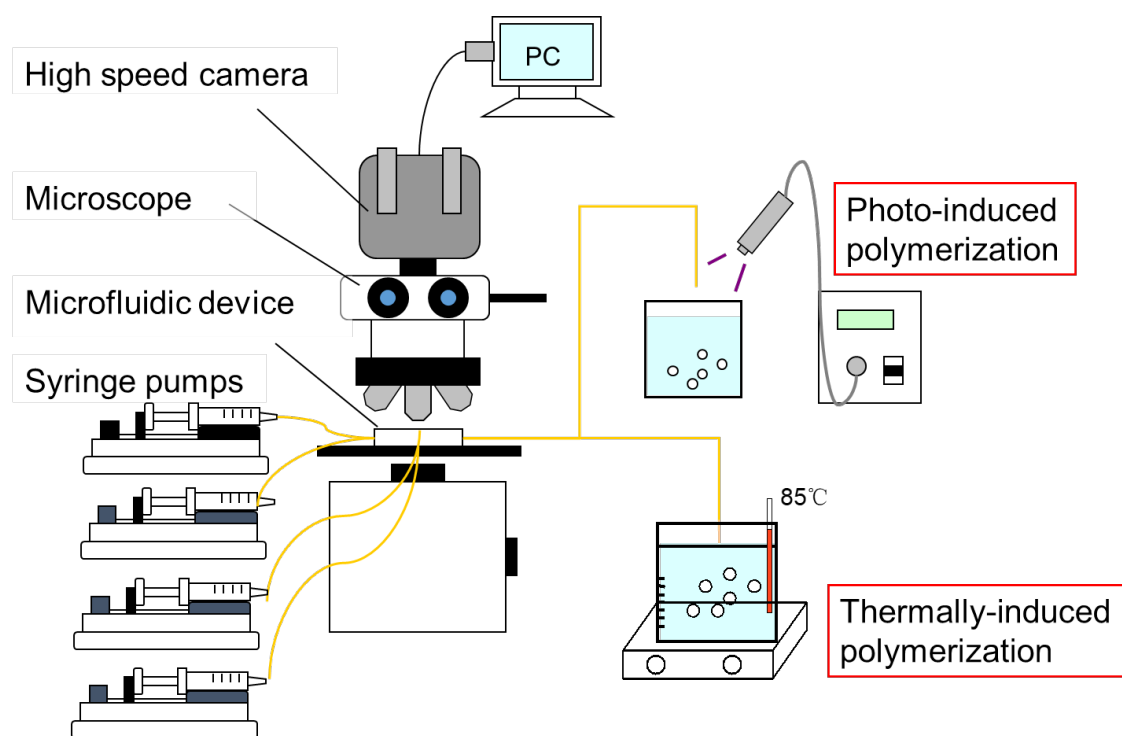 PC
High speed camera
Microscope
Microfluidic device
Syringe pumps
Photo-induced
polymerization
85℃
Thermally-induced
polymerization